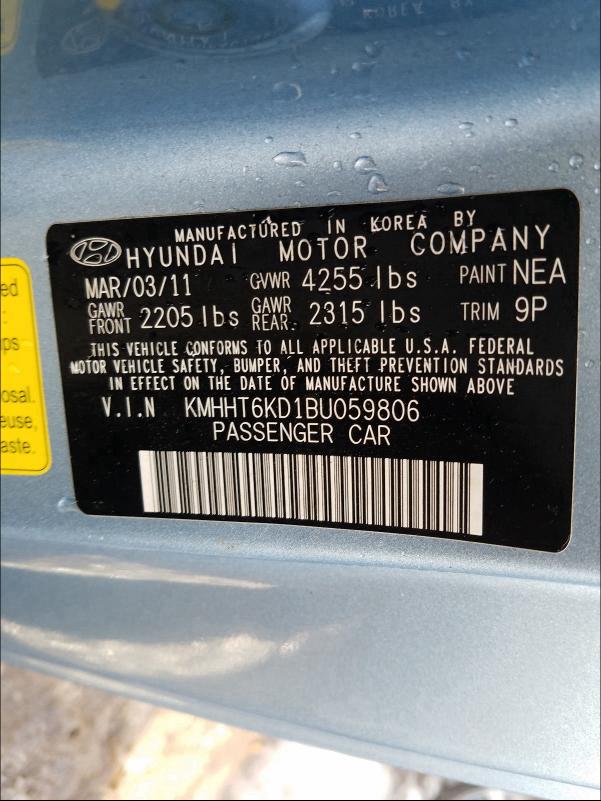 MANUFACTURED IN KOREA BY
HYUNDAI MOTOR COMPANY
MAR/03/11 GVWR 4255 lbs PAINT NEA
GAWR FRONT 2205 lbs GAWR REAR. 2315 lbs TRIM 9P
THIS VEHICLE CONFORMS TO ALL APPLICABLE U.S.A. FEDERAL
MOTOR VEHICLE SAFETY, BUMPER, AND THEFT PREVENTION STANDARDS
IN EFFECT ON THE DATE OF MANUFACTURE SHOWN ABOVE
V.I.N KMHHT6KD1BU059806
PASSENGER CAR